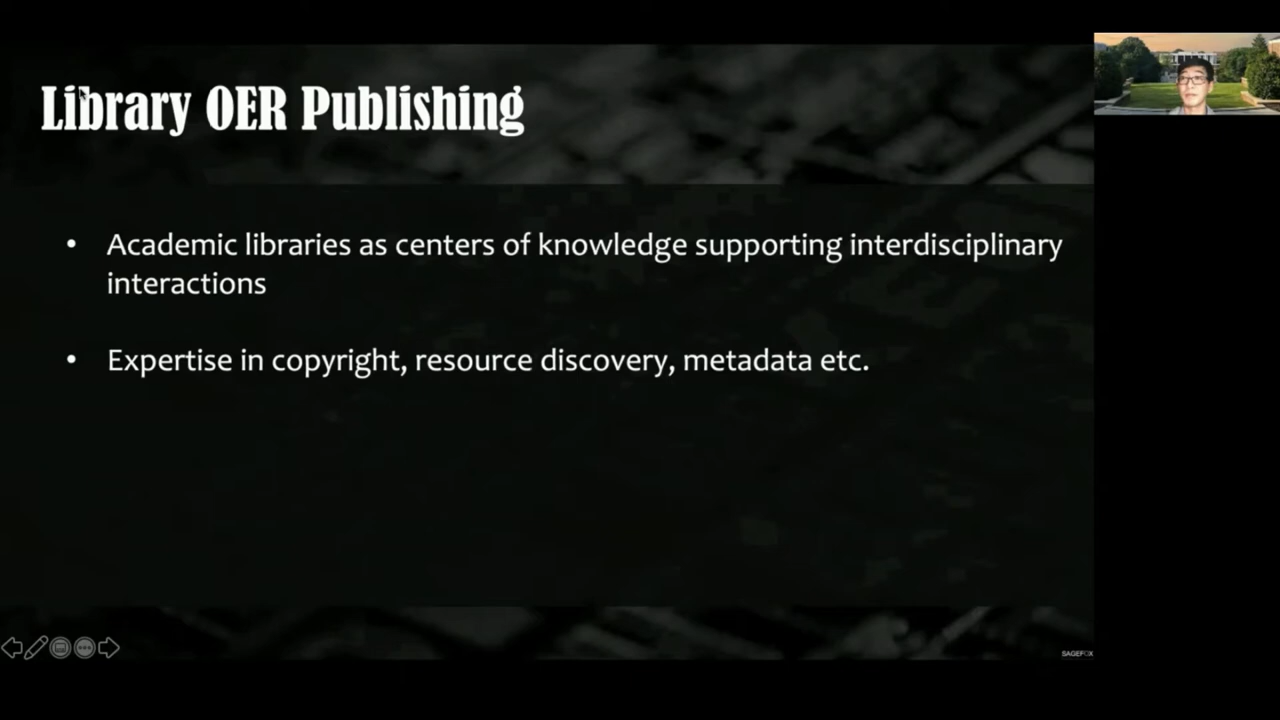 Library OER Publishing
• Academic libraries as centers of knowledge supporting interdisciplinary
interactions
• Expertise in copyright, resource discovery, metadata etc.
SAGEFOX